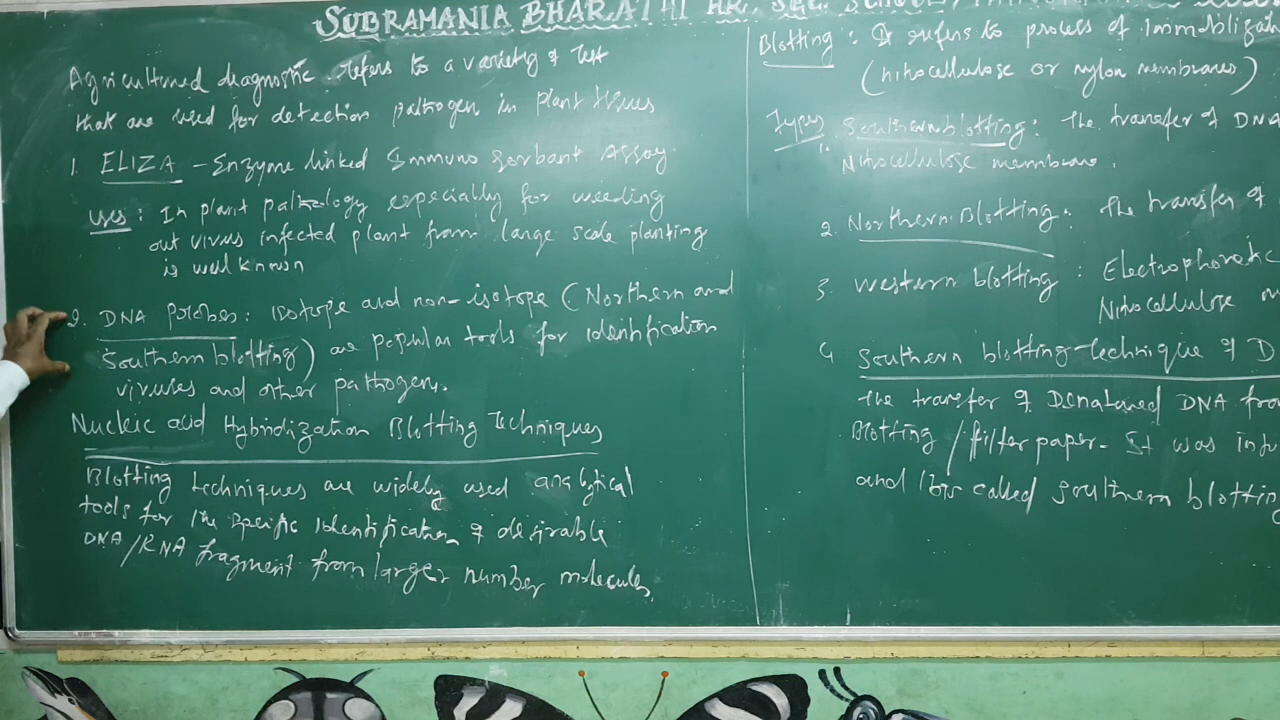 SUBRAMANIA BHARATHI HR. SEC. SCHOOL
Agricultural diagnostic refers to a variety of Test
that are used for detection pathogen in plant tissues
1. ELIZA - Enzyme linked Immuno sorbant Assay.
Uses : In plant pathology especially for weeding
out virus infected plant from large scale planting
is well known
2. DNA Probes : isotope and non-isotope (Northern and
Southern blotting) are popular tools for identification
viruses and other pathogens.
Nucleic acid Hybridization Blotting Techniques
Blotting techniques are widely used analytical
tools for the specific identification of desirable
DNA/RNA fragment from larger number molecules.
Blotting : It refers to process of immobilizat
(nitrocellulose or nylon membranes)
Types
1. Southern blotting : The transfer of DNA
Nitrocellulose membrane.
2. Northern Blotting : The transfer of
3. Western blotting : Electrophoretic
Nitrocellulose m
4. Southern blotting-technique of D
The transfer of Denatured DNA from
Blotting / filter paper - It was
and called Southern blotting